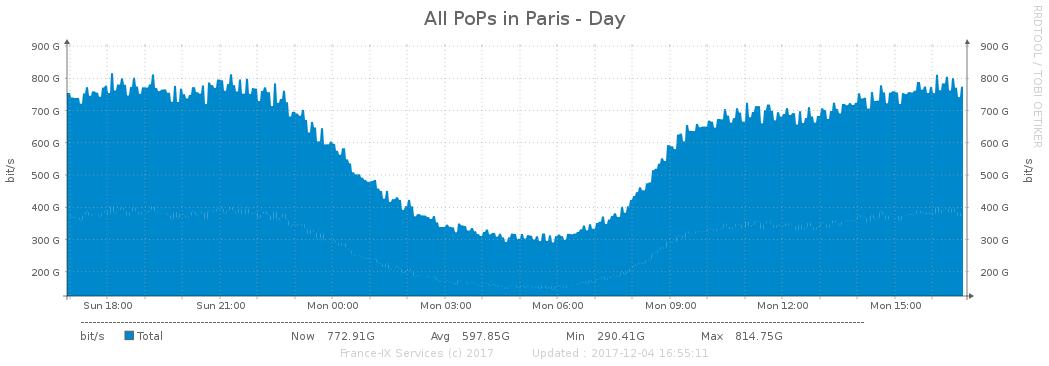 All PoPs in Paris - Day
RRDTOOL / TOBI OETIKER
900 G 900 G
800 G 800 G
700 G 700 G
600 G 600 G
500 G 500 G
400 G 400 G
300 G 300 G
200 G 200 G
bit/s bit/s
Sun 18:00 Sun 21:00 Mon 00:00 Mon 03:00 Mon 06:00 Mon 09:00 Mon 12:00 Mon 15:00
bit/s Total Now 772.91G Avg 597.85G Min 290.41G Max 814.75G
France-IX Services (c) 2017 Updated : 2017-12-04 16:55:11